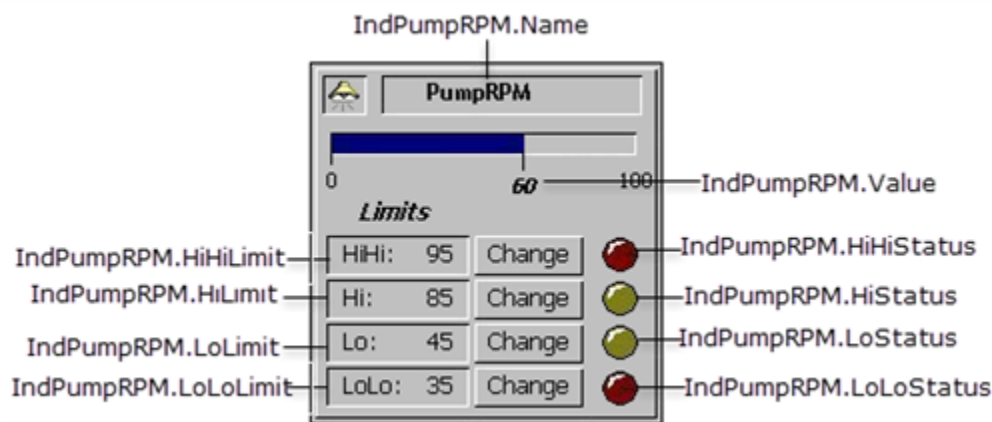 IndPumpRPM.Name
PumpRPM
0 60 100 IndPumpRPM.Value
Limits
IndPumpRPM.HiHiLimit HiHi: 95 Change IndPumpRPM.HiHiStatus
IndPumpRPM.HiLimit Hi: 85 Change IndPumpRPM.HiStatus
IndPumpRPM.LoLimit Lo: 45 Change IndPumpRPM.LoStatus
IndPumpRPM.LoLoLimit LoLo: 35 Change IndPumpRPM.LoLoStatus